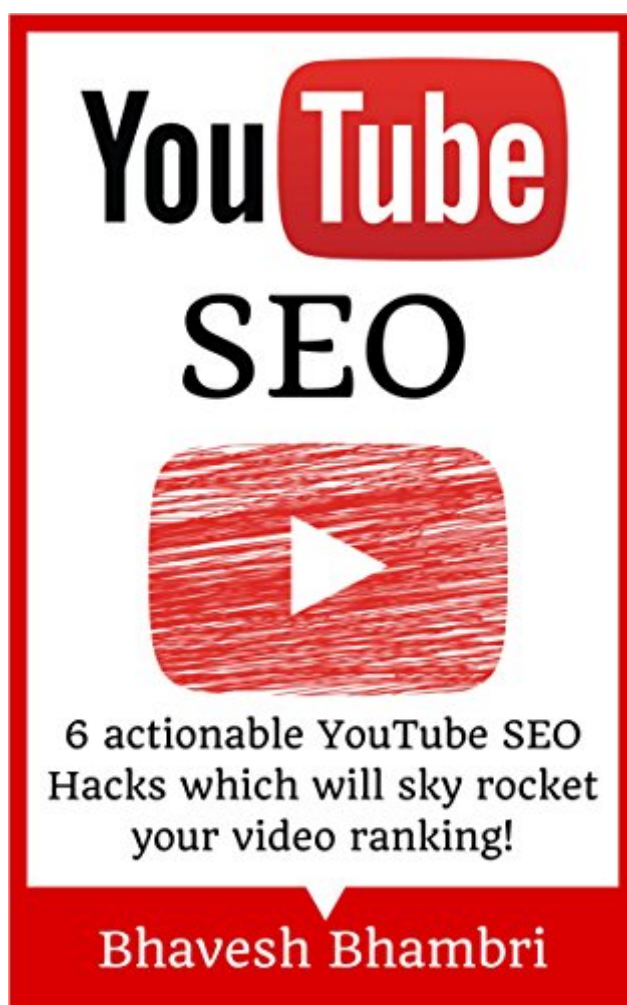 YouTube
SEO
6 actionable YouTube SEO
Hacks which will sky rocket
your video ranking!
Bhavesh Bhambri